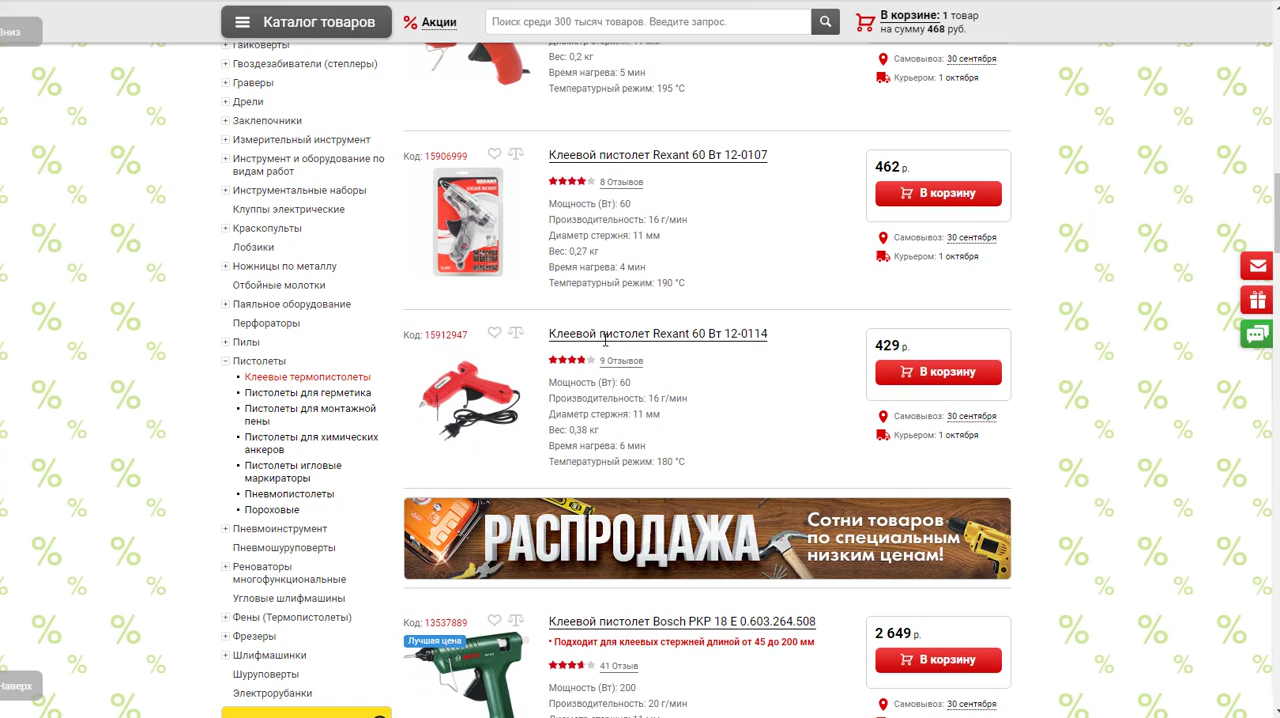 Вниз
Каталог товаров
% Акции
Поиск среди 300 тысяч товаров. Введите запрос.
В корзине: 1 товар
на сумму 468 руб.
Гайковерты
Гвоздезабиватели (степлеры)
Граверы
Дрели
Заклепочники
Измерительный инструмент
Инструмент и оборудование по
видам работ
Инструментальные наборы
Клуппы электрические
Краскопульты
Лобзики
Ножницы по металлу
Отбойные молотки
Паяльное оборудование
Перфораторы
Пилы
Пистолеты
Клеевые термопистолеты
Пистолеты для герметика
Пистолеты для монтажной
пены
Пистолеты для химических
анкеров
Пистолеты игловые
маркираторы
Пневмопистолеты
Пороховые
Пневмоинструмент
Пневмошуруповерты
Реноваторы
многофункциональные
Угловые шлифмашины
Фены (Термопистолеты)
Фрезеры
Шлифмашинки
Шуруповерты
Электрорубанки
Наверх
Диаметр стержня: 11 мм
Вес: 0,2 кг
Время нагрева: 5 мин
Температурный режим: 195 °C
Самовывоз: 30 сентября
Курьером: 1 октября
Код: 15906999
Клеевой пистолет Rexant 60 Вт 12-0107
8 Отзывов
Мощность (Вт): 60
Производительность: 16 г/мин
Диаметр стержня: 11 мм
Вес: 0,27 кг
Время нагрева: 4 мин
Температурный режим: 190 °C
462 р.
В корзину
Самовывоз: 30 сентября
Курьером: 1 октября
Код: 15912947
Клеевой пистолет Rexant 60 Вт 12-0114
9 Отзывов
Мощность (Вт): 60
Производительность: 16 г/мин
Диаметр стержня: 11 мм
Вес: 0,38 кг
Время нагрева: 6 мин
Температурный режим: 180 °C
429 р.
В корзину
Самовывоз: 30 сентября
Курьером: 1 октября
РАСПРОДАЖА
Сотни товаров
по специальным
низким ценам!
Код: 13537889
Лучшая цена
Клеевой пистолет Bosch PKP 18 E 0.603.264.508
• Подходит для клеевых стержней длиной от 45 до 200 мм
41 Отзыв
Мощность (Вт): 200
Производительность: 20 г/мин
Диаметр стержня: 11 мм
2 649 р.
В корзину
Самовывоз: 30 сентября